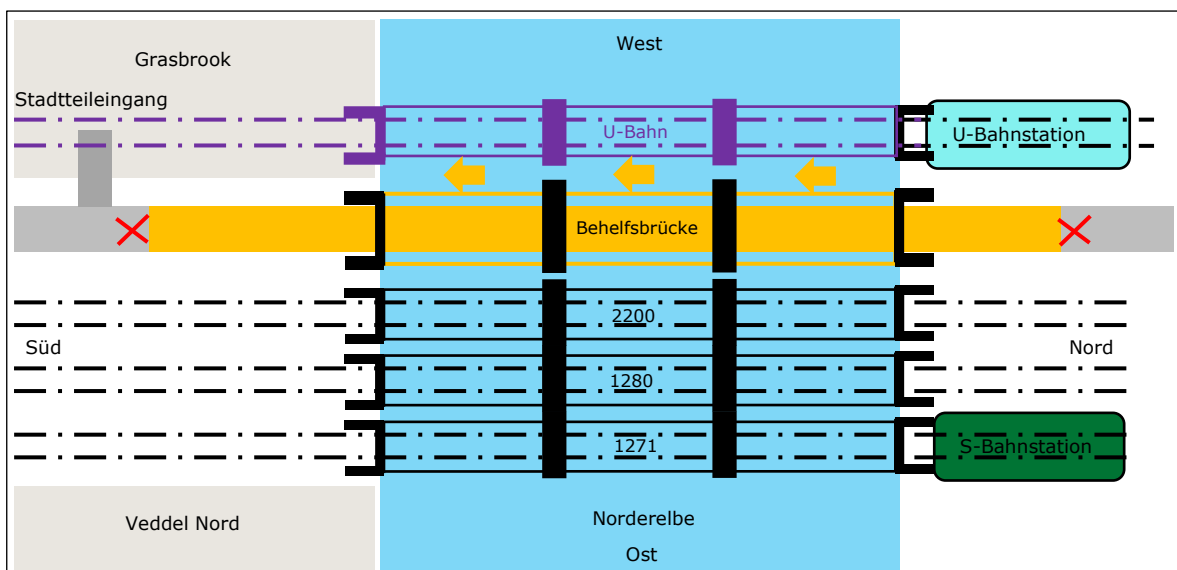 West
Grasbrook
Stadtteileingang
U-Bahn
U-Bahnstation
Behelfsbrücke
2200
Süd
Nord
1280
1271
S-Bahnstation
Veddel Nord
Norderelbe
Ost